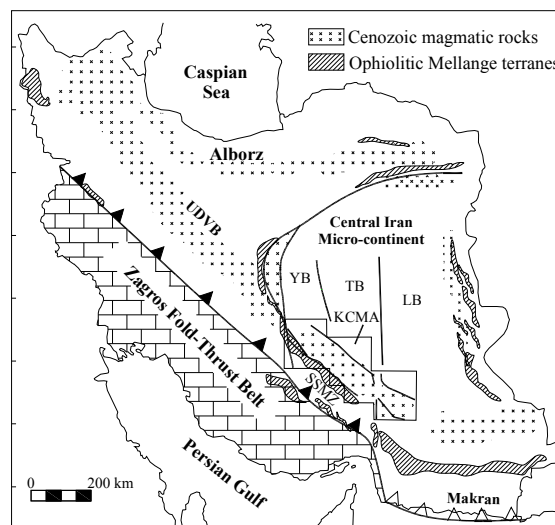 Cenozoic magmatic rocks
Ophiolitic Mellange terranes
Caspian
Sea
Alborz
UDVB
Central Iran
Micro-continent
YB
TB
LB
KCMA
Zagros Fold-Thrust Belt
SSMZ
Persian Gulf
0 200 km
Makran